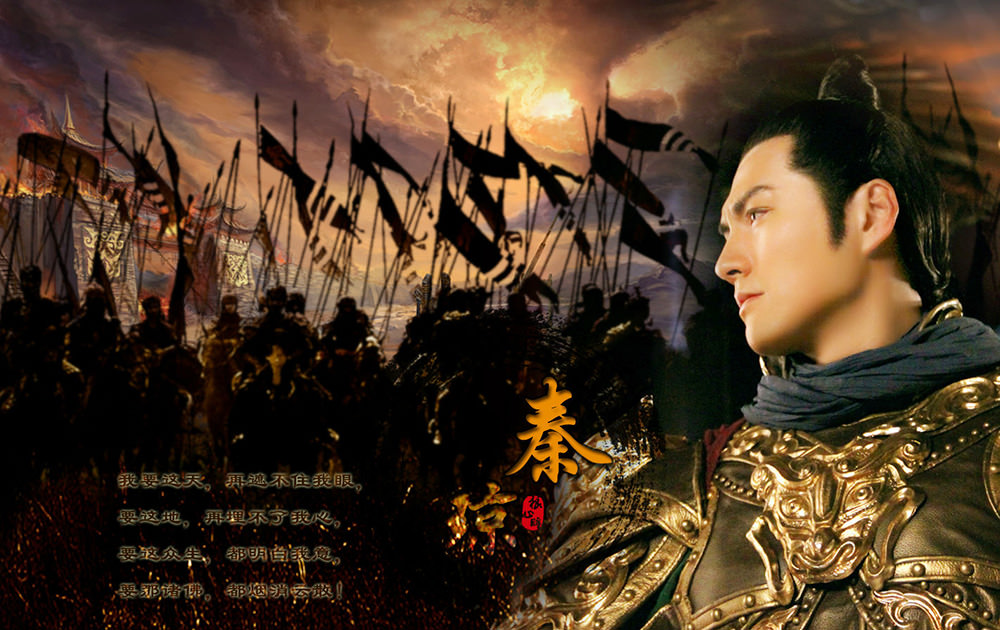 秦
我要这天，再遮不住我眼，
要这地，再埋不了我心，
要这众生，都明白我意，
要那诸佛，都烟消云散！